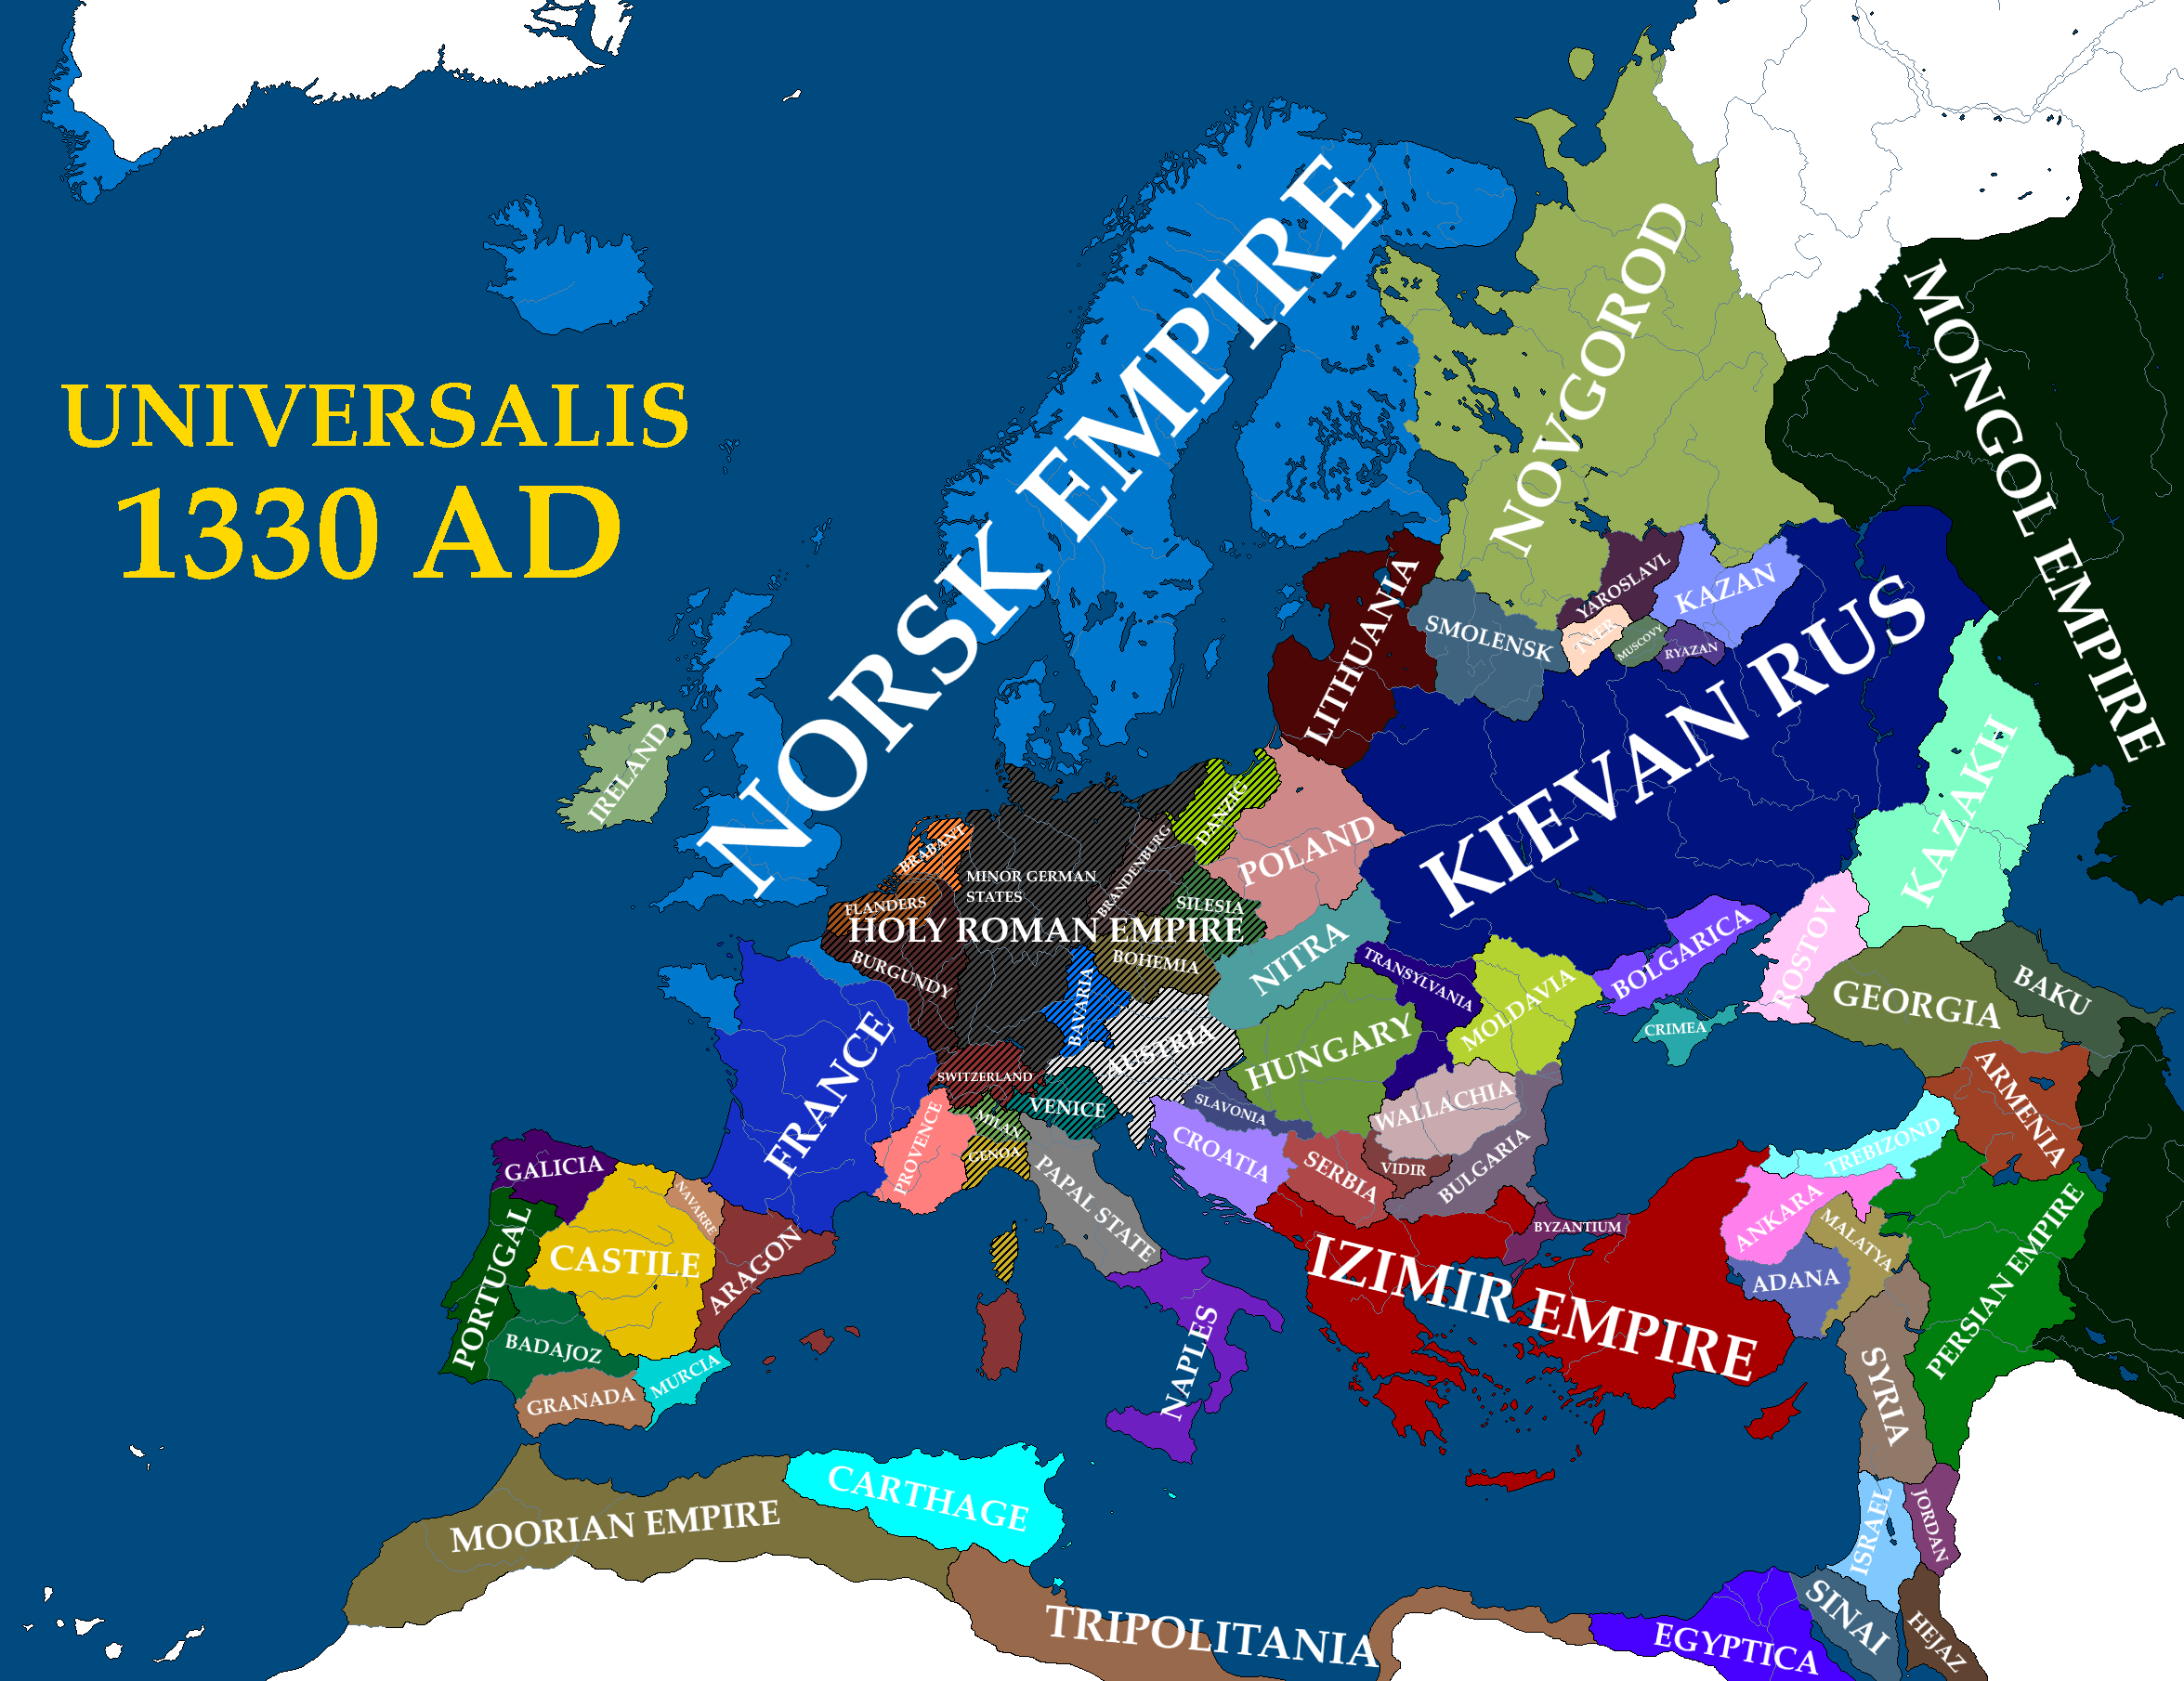 UNIVERSALIS
1330 AD
NORSK EMPIRE
NOVGOROD
MONGOL EMPIRE
IRELAND
LITHUANIA
SMOLENSK
YAROSLAVL
KAZAN
TVER
MUSCOVY
RYAZAN
KIEVAN RUS
KAZAKH
BRABANT
MINOR GERMAN
STATES
BRANDENBURG
DANZIG
POLAND
FLANDERS
SILESIA
HOLY ROMAN EMPIRE
BURGUNDY
BOHEMIA
BAVARIA
AUSTRIA
NITRA
TRANSYLVANIA
MOLDAVIA
BOLGARICA
ROSTOV
CRIMEA
GEORGIA
BAKU
ARMENIA
FRANCE
SWITZERLAND
VENICE
MILAN
GENOA
PROVENCE
HUNGARY
SLAVONIA
CROATIA
WALLACHIA
SERBIA
VIDIR
BULGARIA
PAPAL STATE
BYZANTIUM
TREBIZOND
ANKARA
MALATYA
ADANA
PERSIAN EMPIRE
GALICIA
NAVARRE
PORTUGAL
CASTILE
ARAGON
BADAJOZ
GRANADA
MURCIA
NAPLES
IZIMIR EMPIRE
SYRIA
MOORIAN EMPIRE
CARTHAGE
TRIPOLITANIA
EGYPTICA
SINAI
ISRAEL
JORDAN
HEJAZ